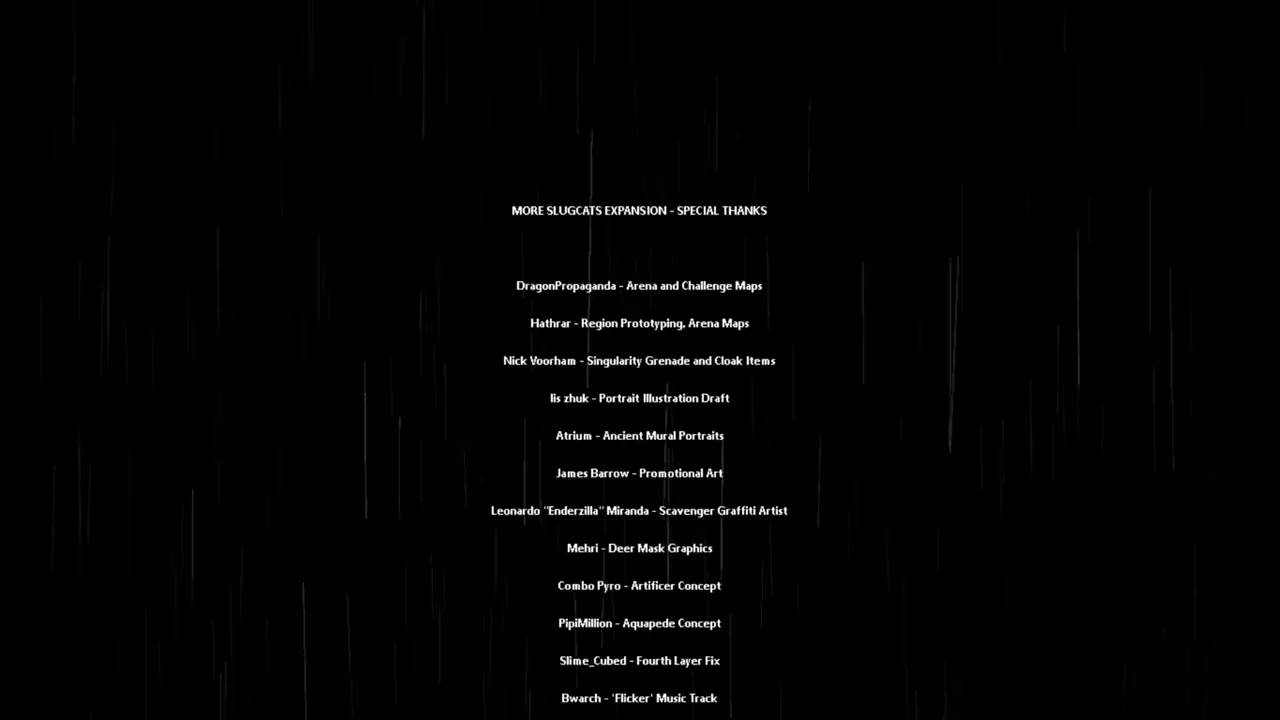 MORE SLUGCATS EXPANSION - SPECIAL THANKS
DragonPropaganda - Arena and Challenge Maps
Hathrar - Region Prototyping, Arena Maps
Nick Voorham - Singularity Grenade and Cloak Items
lis zhuk - Portrait Illustration Draft
Atrium - Ancient Mural Portraits
James Barrow - Promotional Art
Leonardo "Enderzilla" Miranda - Scavenger Graffiti Artist
Mehri - Deer Mask Graphics
Combo Pyro - Artificer Concept
PipiMillion - Aquapede Concept
Slime_Cubed - Fourth Layer Fix
Bwarch - 'Flicker' Music Track